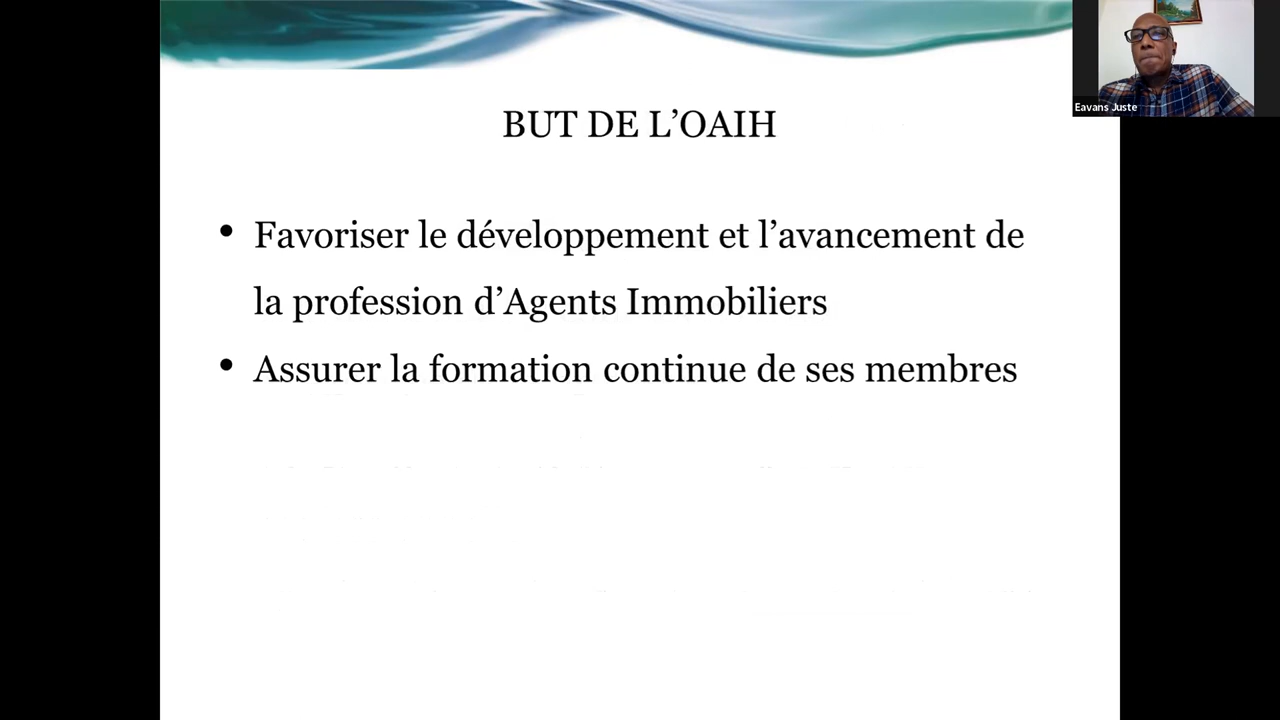 BUT DE L’OAIH
• Favoriser le développement et l’avancement de
la profession d’Agents Immobiliers
• Assurer la formation continue de ses membres
Eavans Juste